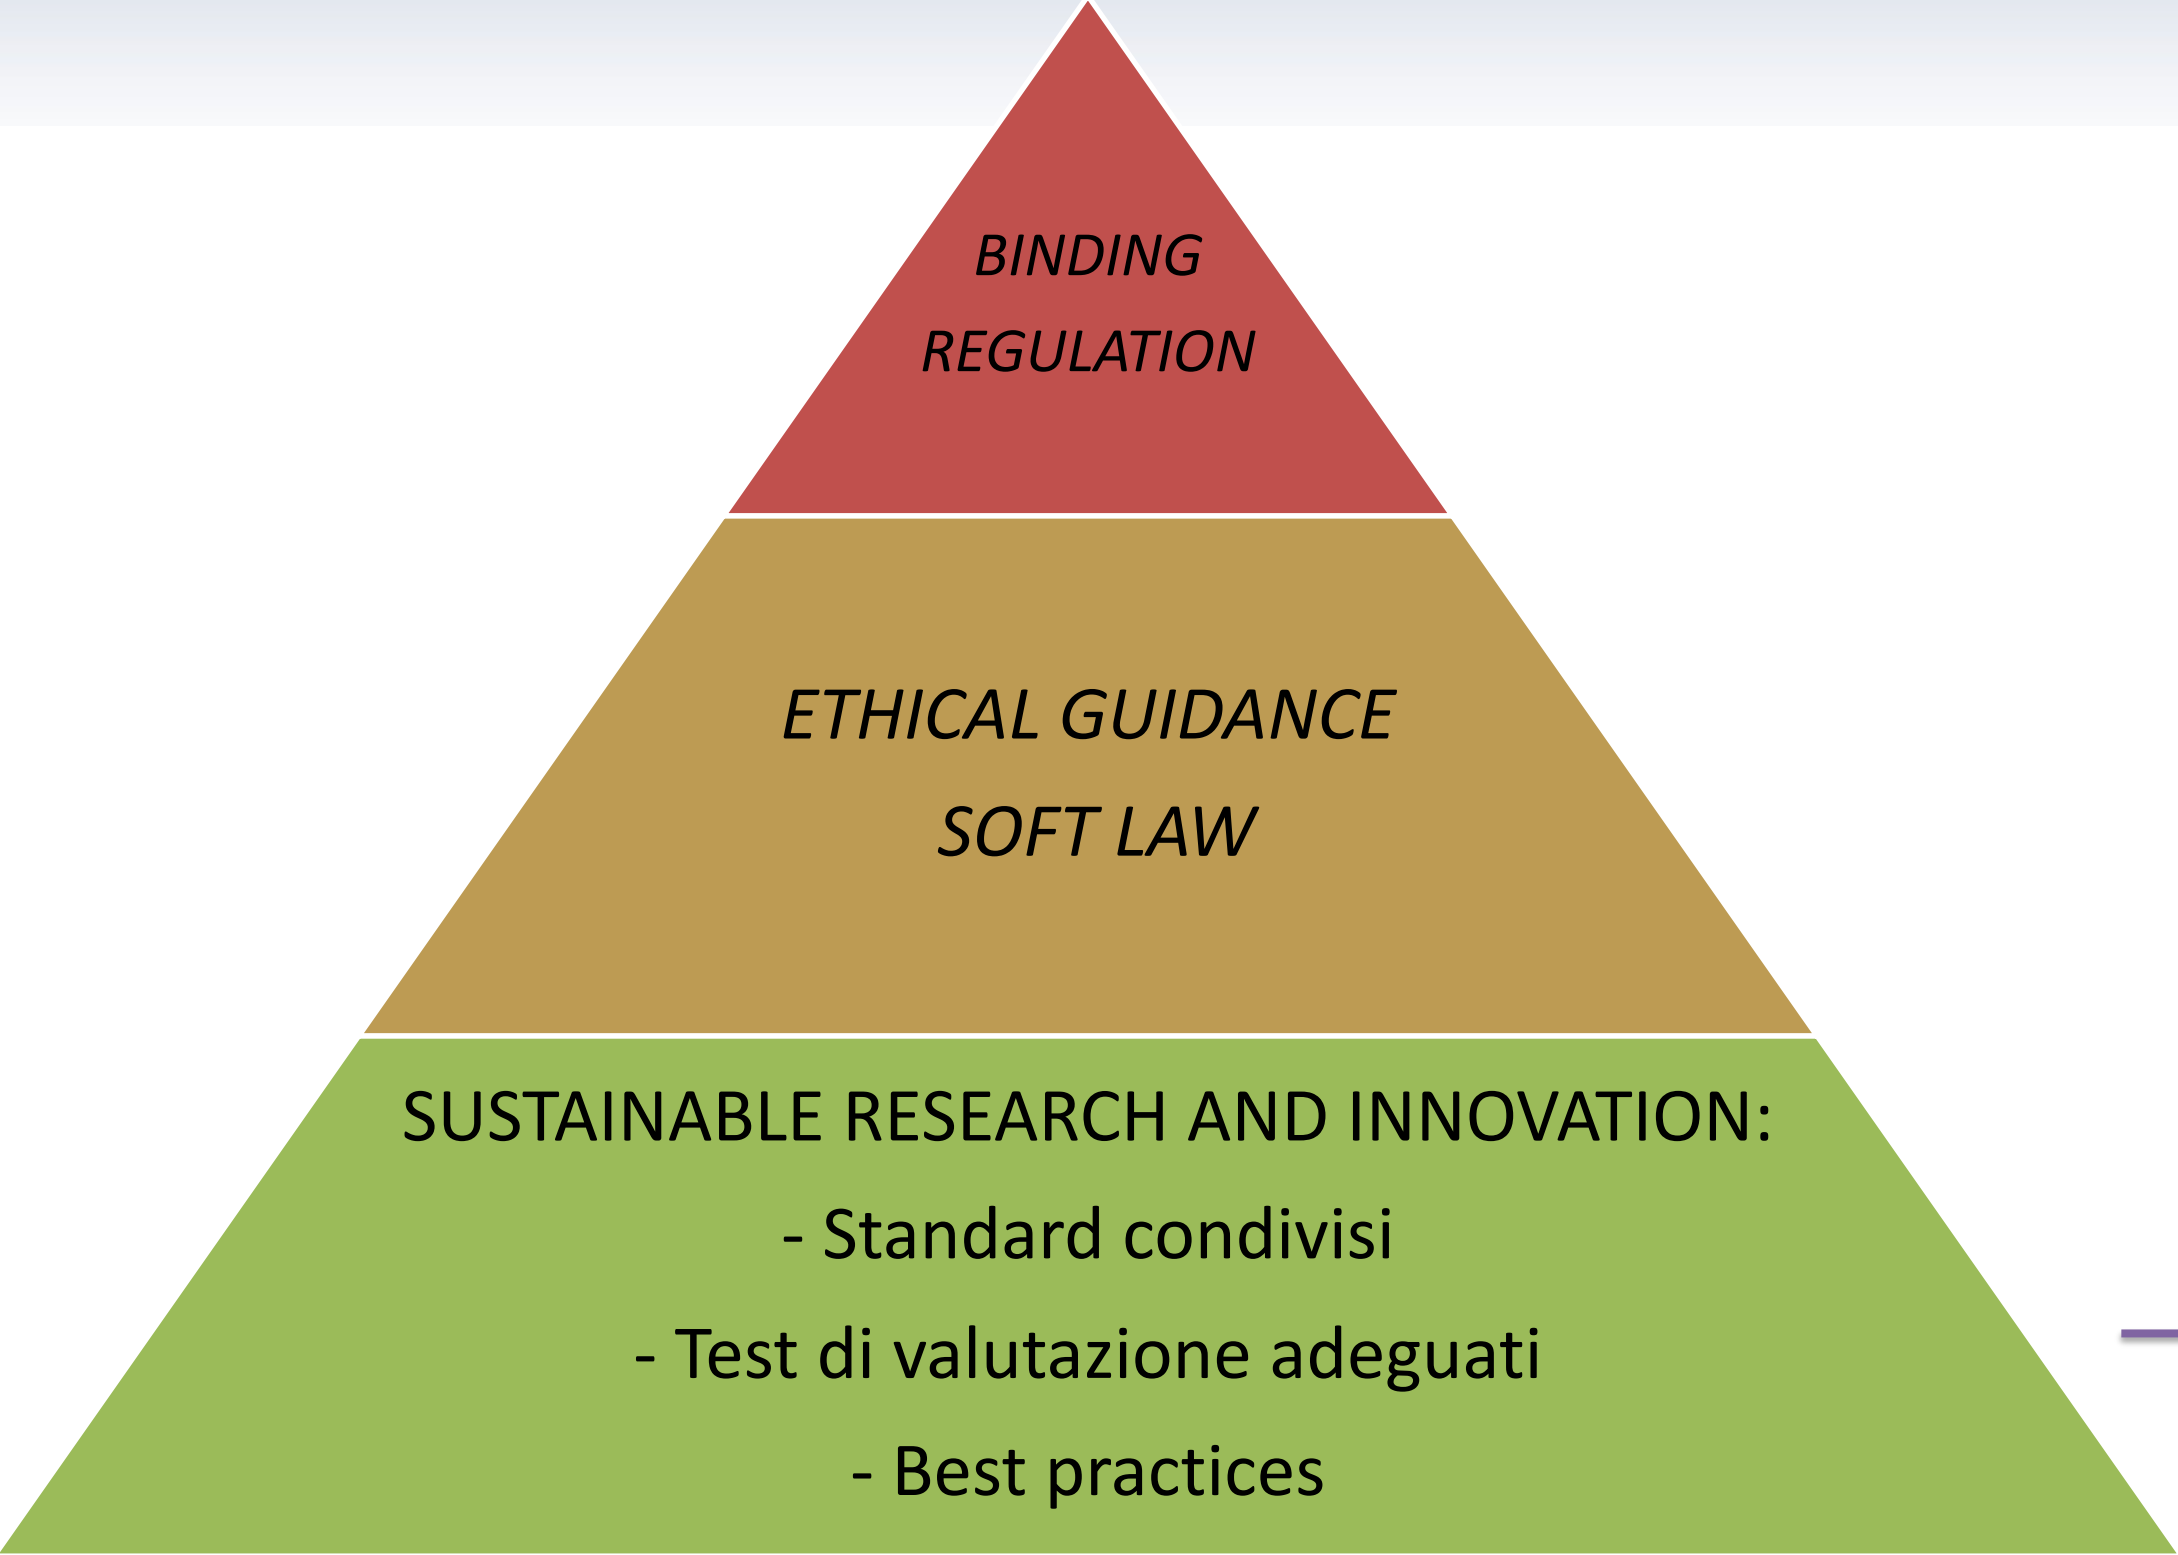 BINDING
REGULATION
ETHICAL GUIDANCE
SOFT LAW
SUSTAINABLE RESEARCH AND INNOVATION:
- Standard condivisi
- Test di valutazione adeguati
- Best practices